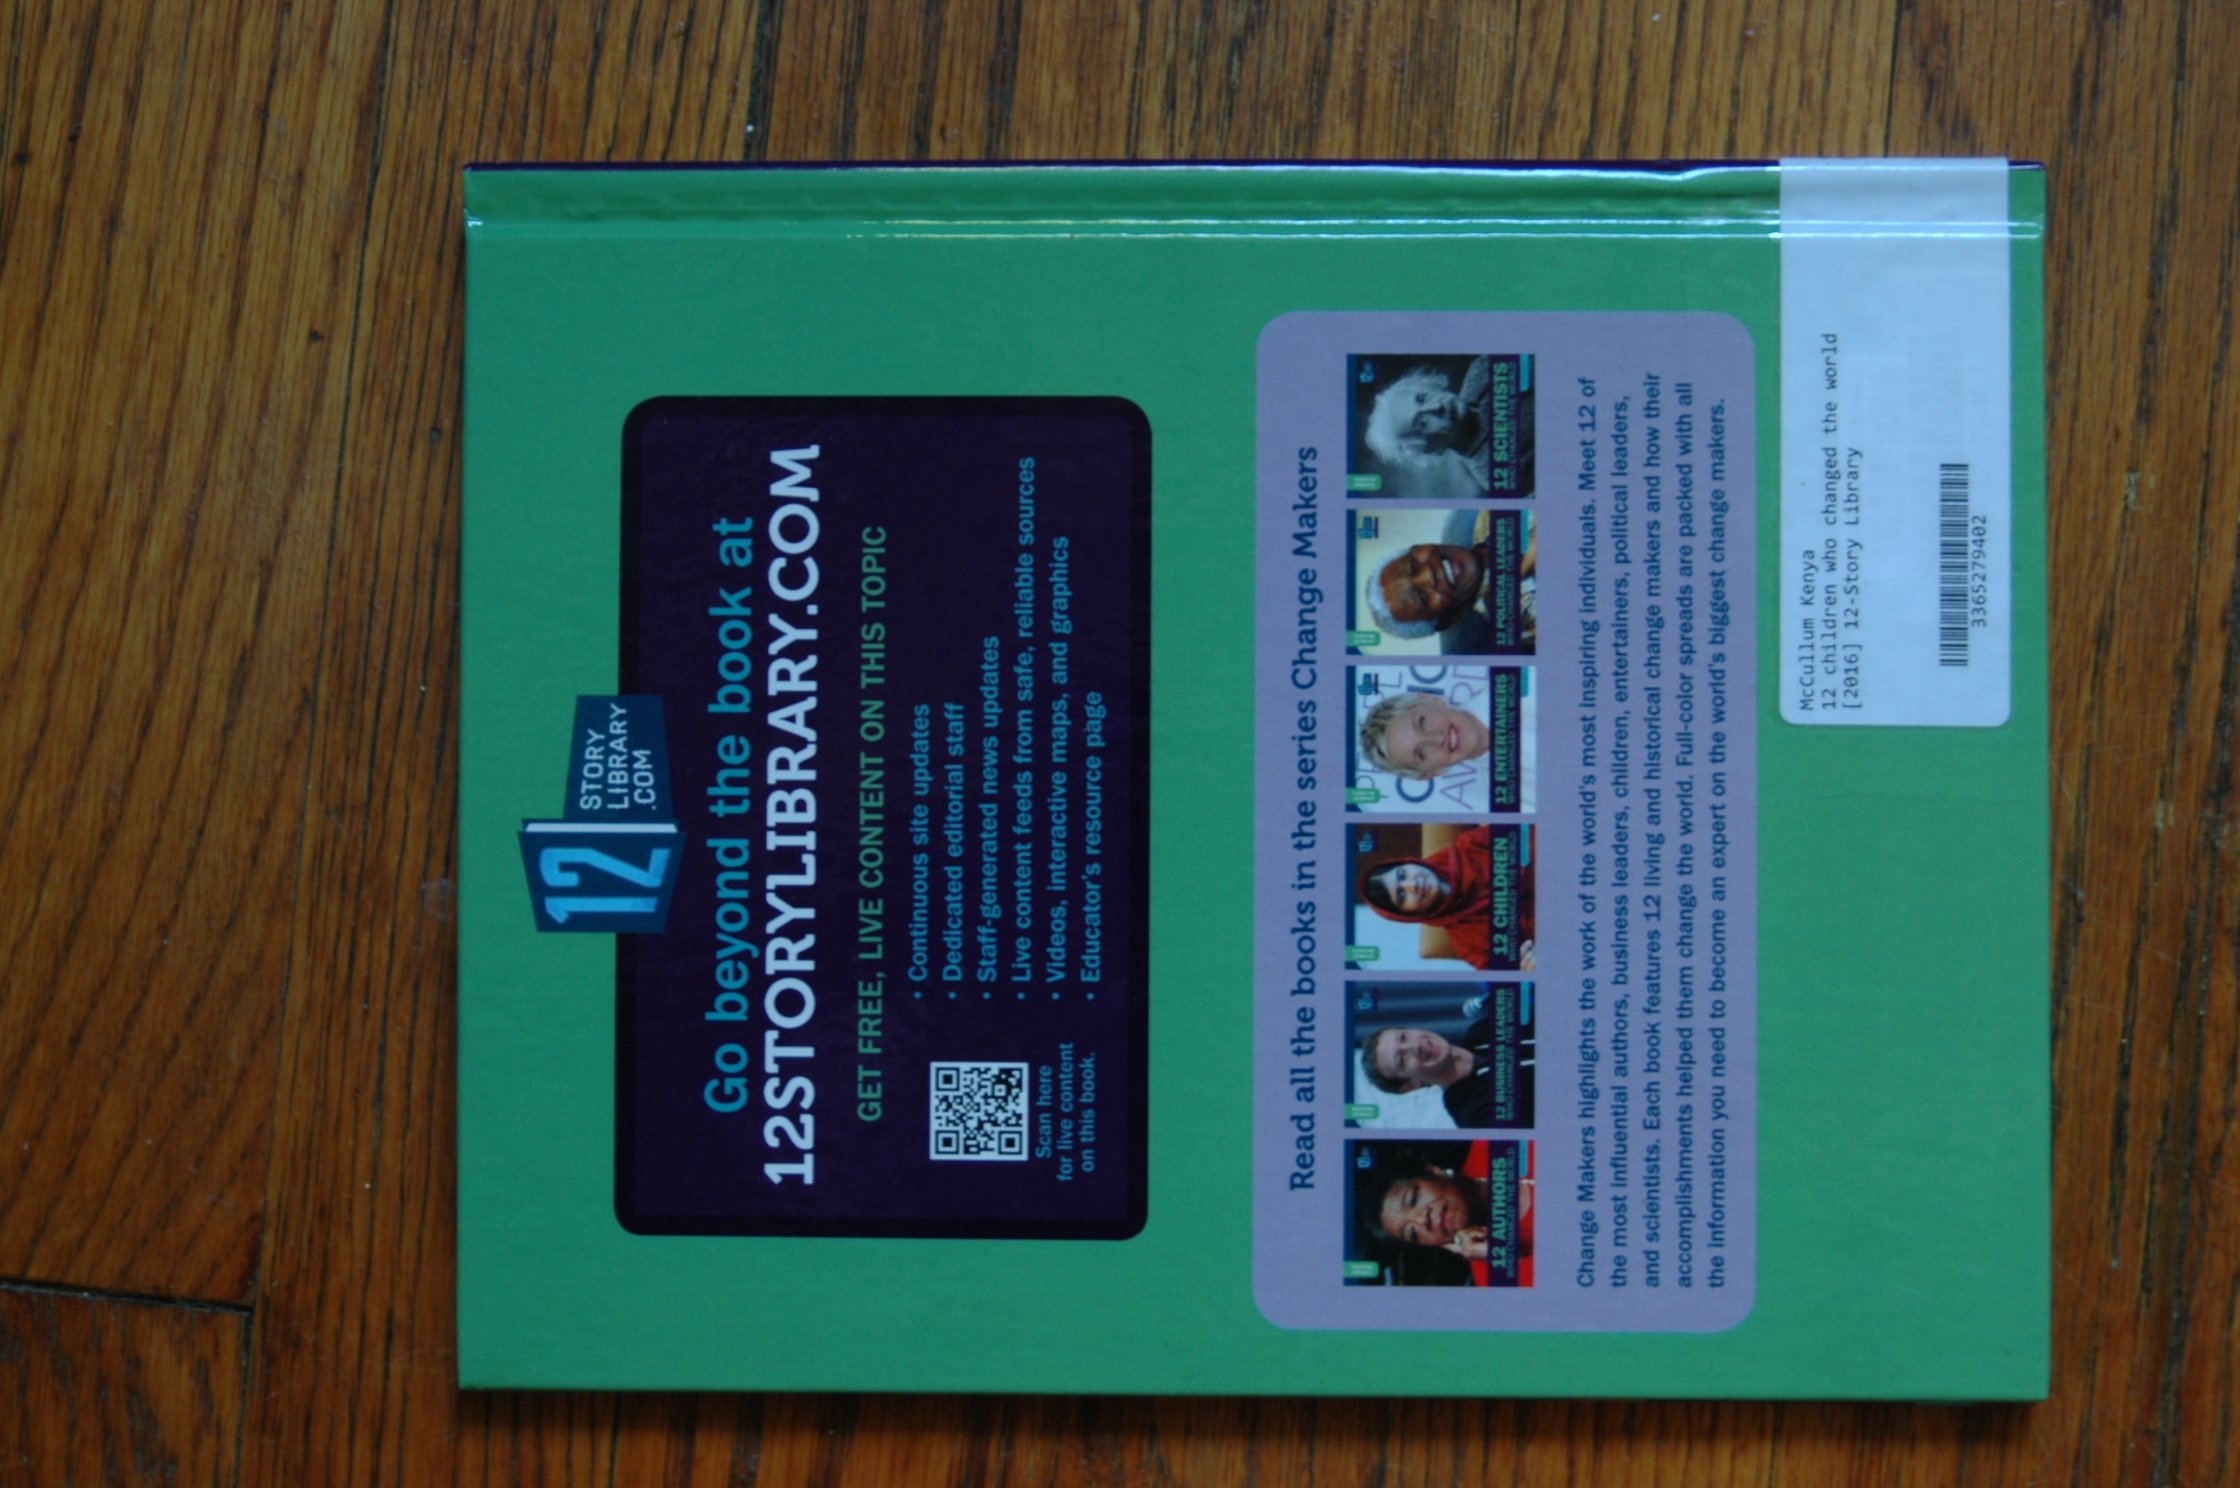 12
STORY
LIBRARY
.COM
Go beyond the book at
12STORYLIBRARY.COM
GET FREE, LIVE CONTENT ON THIS TOPIC
• Continuous site updates
• Dedicated editorial staff
• Staff-generated news updates
• Live content feeds from safe, reliable sources
• Videos, interactive maps, and graphics
• Educator's resource page
Scan here
for live content
on this book.
Read all the books in the series Change Makers
12 AUTHORS
WHO CHANGED THE WORLD
12 BUSINESS LEADERS
WHO CHANGED THE WORLD
12 CHILDREN
WHO CHANGED THE WORLD
12 ENTERTAINERS
WHO CHANGED THE WORLD
12 POLITICAL LEADERS
WHO CHANGED THE WORLD
12 SCIENTISTS
WHO CHANGED THE WORLD
Change Makers highlights the work of the world's most inspiring individuals. Meet 12 of
the most influential authors, business leaders, children, entertainers, political leaders,
and scientists. Each book features 12 living and historical change makers and how their
accomplishments helped them change the world. Full-color spreads are packed with all
the information you need to become an expert on the world's biggest change makers.
McCullum Kenya
12 children who changed the world
[2016] 12-Story Library
3365279402